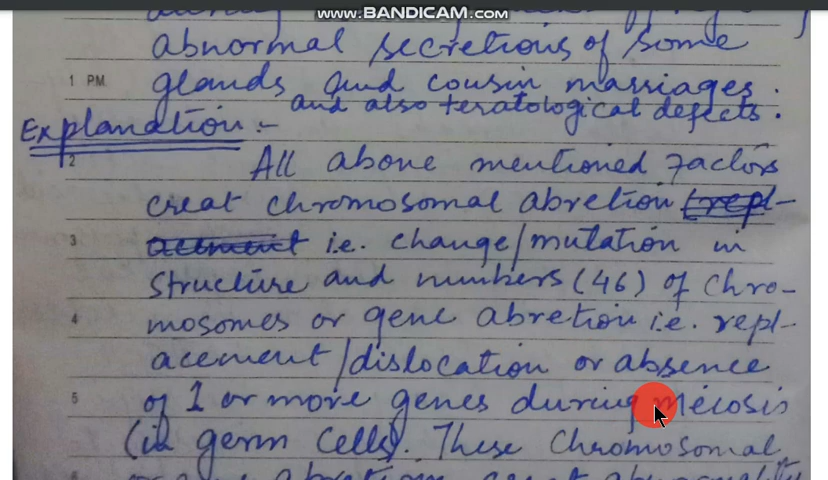 www.BANDICAM.com
abnormal secretions of some
1 PM glands and cousin marriages.
and also teratological defects.
Explanation :-
2 All above mentioned factors
creat chromosomal abretion (repl-
3 acement i.e. change/mutation in
structure and numbers (46) of chro-
4 mosomes or gene abretion i.e. repl-
acement/dislocation or absence
5 of 1 or more genes during meiosis
(in germ cells). These Chromosomal